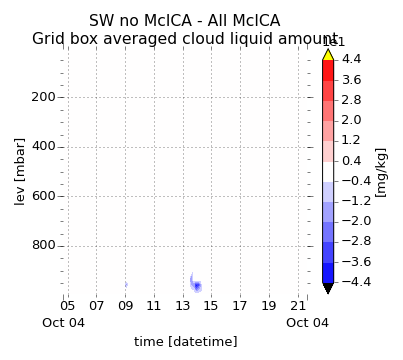 SW no McICA - All McICA
Grid box averaged cloud liquid amount
1e1
4.4
3.6
2.8
2.0
1.2
0.4
−0.4
−1.2
−2.0
−2.8
−3.6
−4.4
[mg/kg]
lev [mbar]
200
400
600
800
05 07 09 11 13 15 17 19 21
Oct 04 Oct 04
time [datetime]